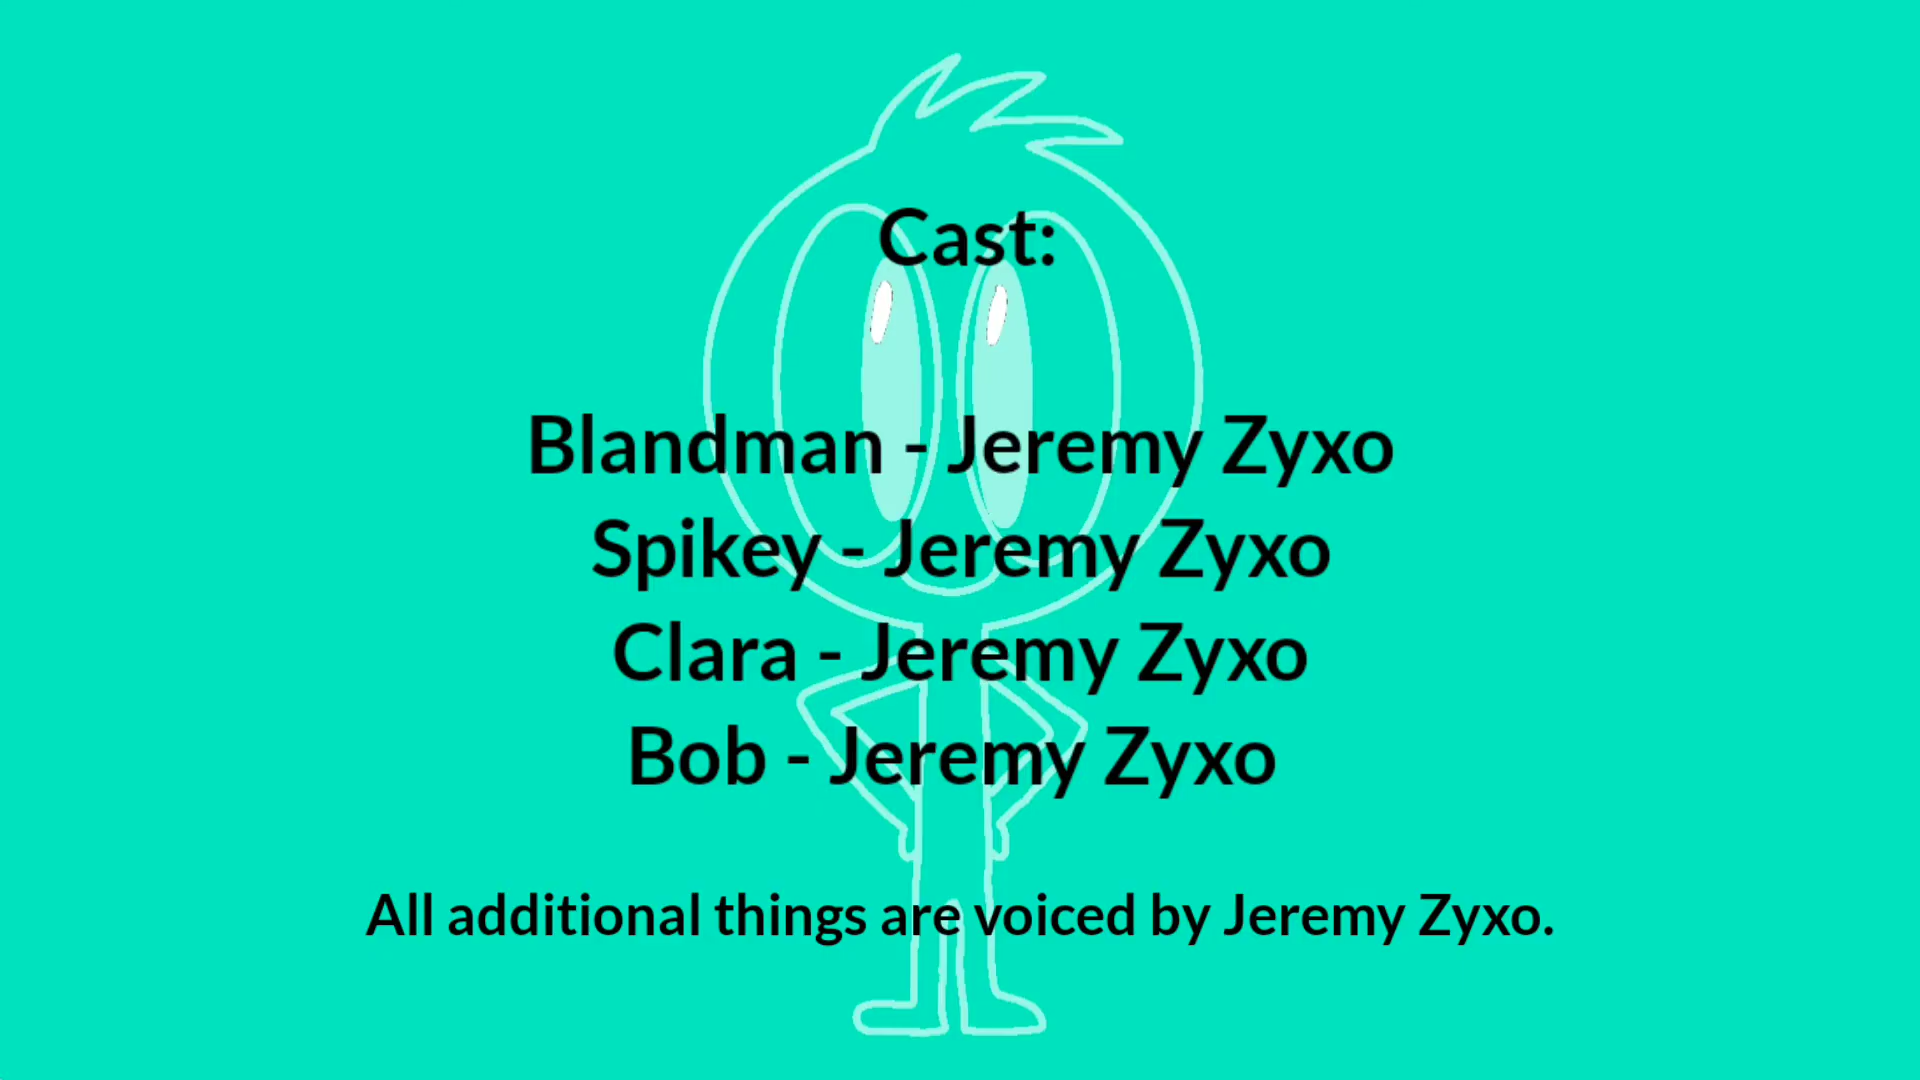 Cast:
Blandman - Jeremy Zyxo
Spikey - Jeremy Zyxo
Clara - Jeremy Zyxo
Bob - Jeremy Zyxo
All additional things are voiced by Jeremy Zyxo.